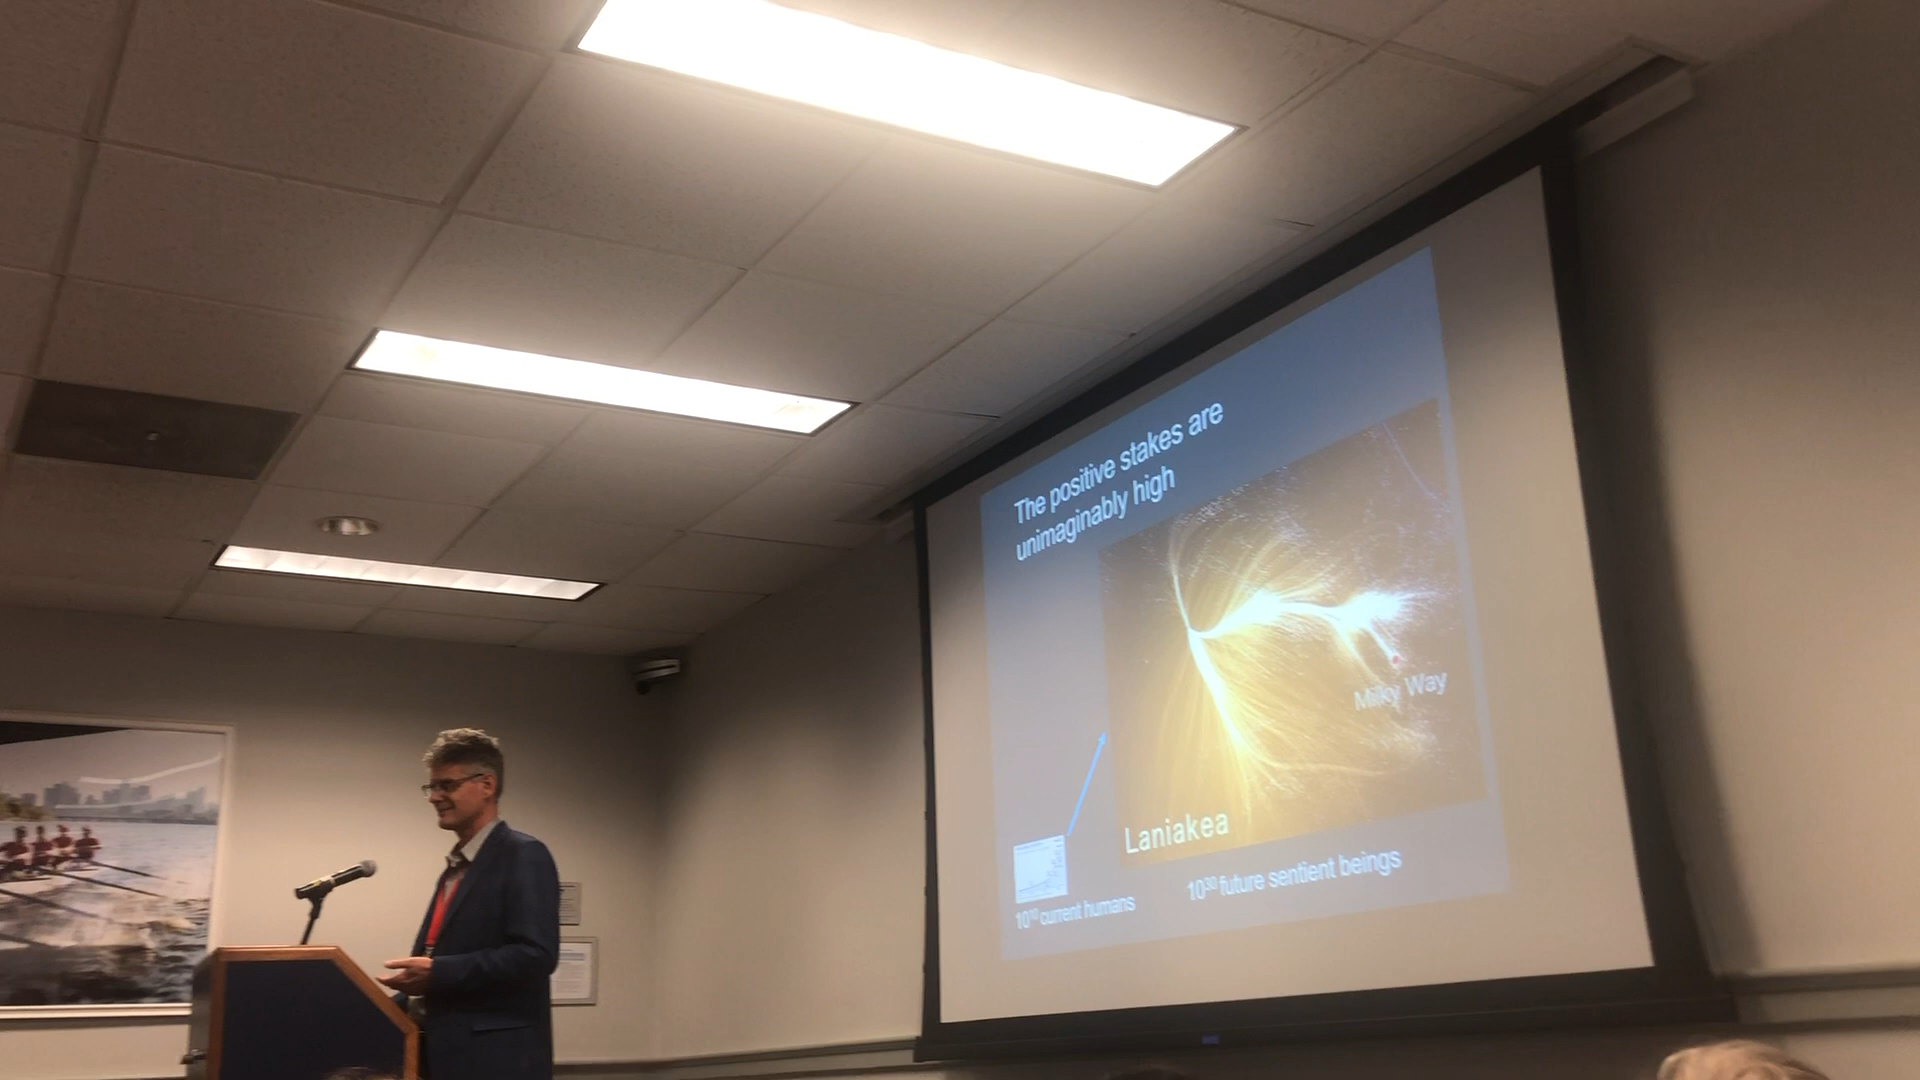 The positive stakes are
unimaginably high
Milky Way
Laniakea
10³⁰ future sentient beings
10¹⁰ current humans